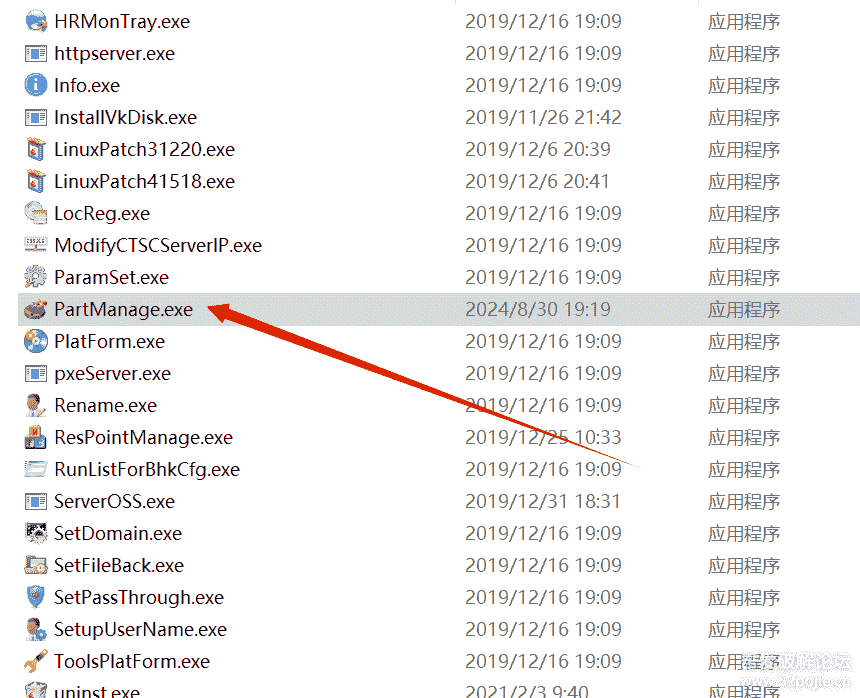 HRMonTray.exe 2019/12/16 19:09 应用程序
httpserver.exe 2019/12/16 19:09 应用程序
Info.exe 2019/12/16 19:09 应用程序
InstallVkDisk.exe 2019/11/26 21:42 应用程序
LinuxPatch31220.exe 2019/12/6 20:39 应用程序
LinuxPatch41518.exe 2019/12/6 20:41 应用程序
LocReg.exe 2019/12/16 19:09 应用程序
ModifyCTSCServerIP.exe 2019/12/16 19:09 应用程序
ParamSet.exe 2019/12/16 19:09 应用程序
PartManage.exe 2024/8/30 19:19 应用程序
PlatForm.exe 2019/12/16 19:09 应用程序
pxeServer.exe 2019/12/16 19:09 应用程序
Rename.exe 2019/12/16 19:09 应用程序
ResPointManage.exe 2019/12/25 10:33 应用程序
RunListForBhkCfg.exe 2019/12/16 19:09 应用程序
ServerOSS.exe 2019/12/31 18:31 应用程序
SetDomain.exe 2019/12/16 19:09 应用程序
SetFileBack.exe 2019/12/16 19:09 应用程序
SetPassThrough.exe 2019/12/16 19:09 应用程序
SetupUserName.exe 2019/12/16 19:09 应用程序
ToolsPlatForm.exe 2019/12/16 19:09 应用程序
uninst.exe 2021/2/3 9:40